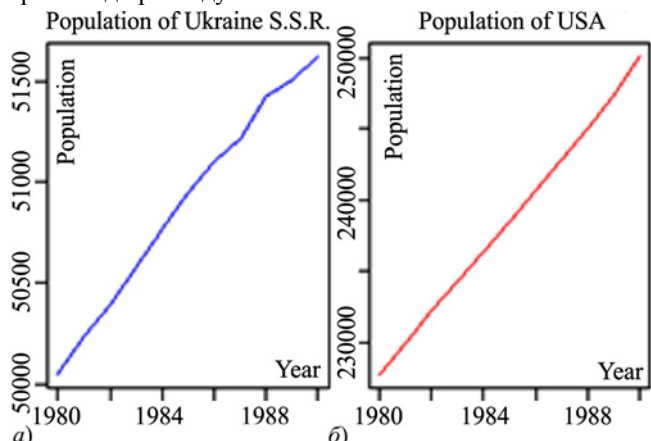 Population of Ukraine S.S.R.
Population
51500
51000
50500
50000
1980
1984
1988
Year
а)
Population of USA
Population
250000
240000
230000
1980
1984
1988
Year
б)